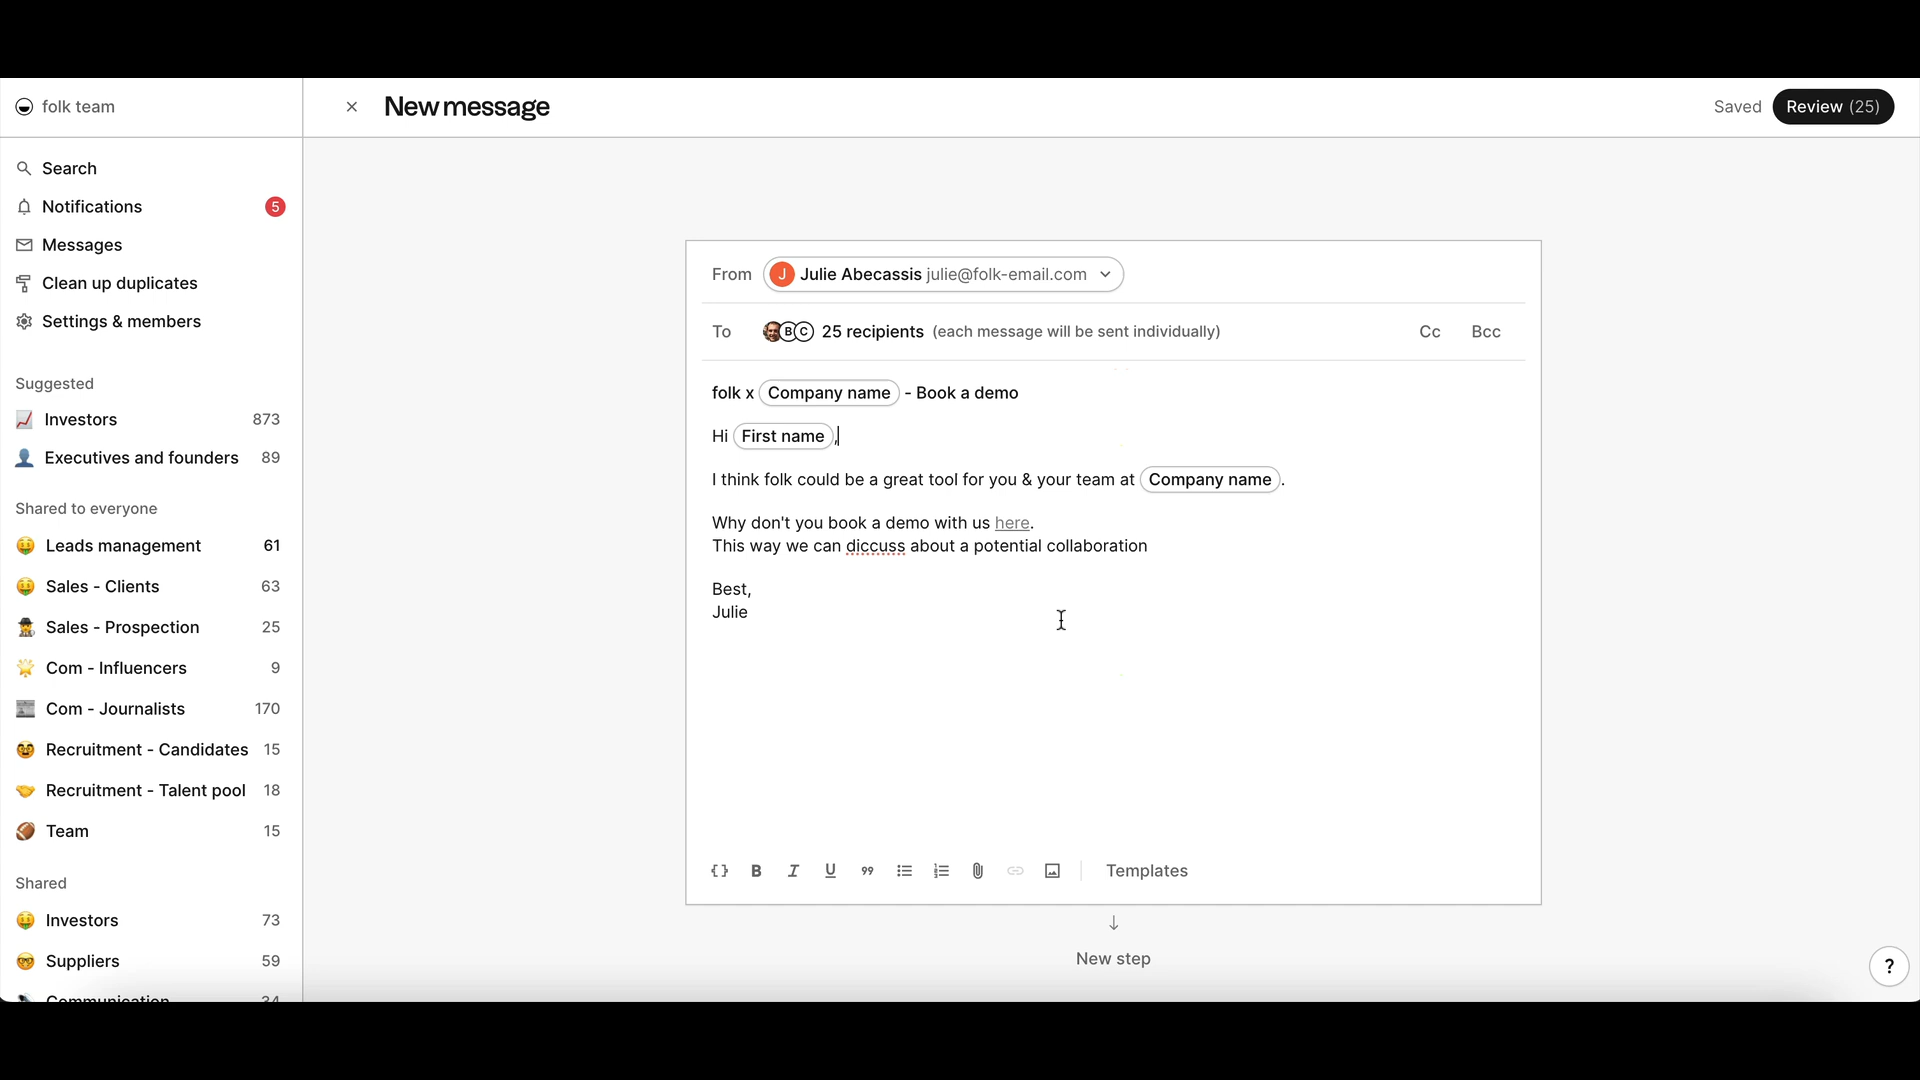 folk team
New message
Saved
Review (25)
Search
Notifications 5
Messages
Clean up duplicates
Settings & members
Suggested
Investors 873
Executives and founders 89
Shared to everyone
Leads management 61
Sales - Clients 63
Sales - Prospection 25
Com - Influencers 9
Com - Journalists 170
Recruitment - Candidates 15
Recruitment - Talent pool 18
Team 15
Shared
Investors 73
Suppliers 59
Communication 34
From J Julie Abecassis julie@folk-email.com
To B C 25 recipients (each message will be sent individually) Cc Bcc
folk x Company name - Book a demo
Hi First name ,
I think folk could be a great tool for you & your team at Company name .
Why don't you book a demo with us here.
This way we can diccuss about a potential collaboration
Best,
Julie
{} B I U 99 Templates
↓
New step
?